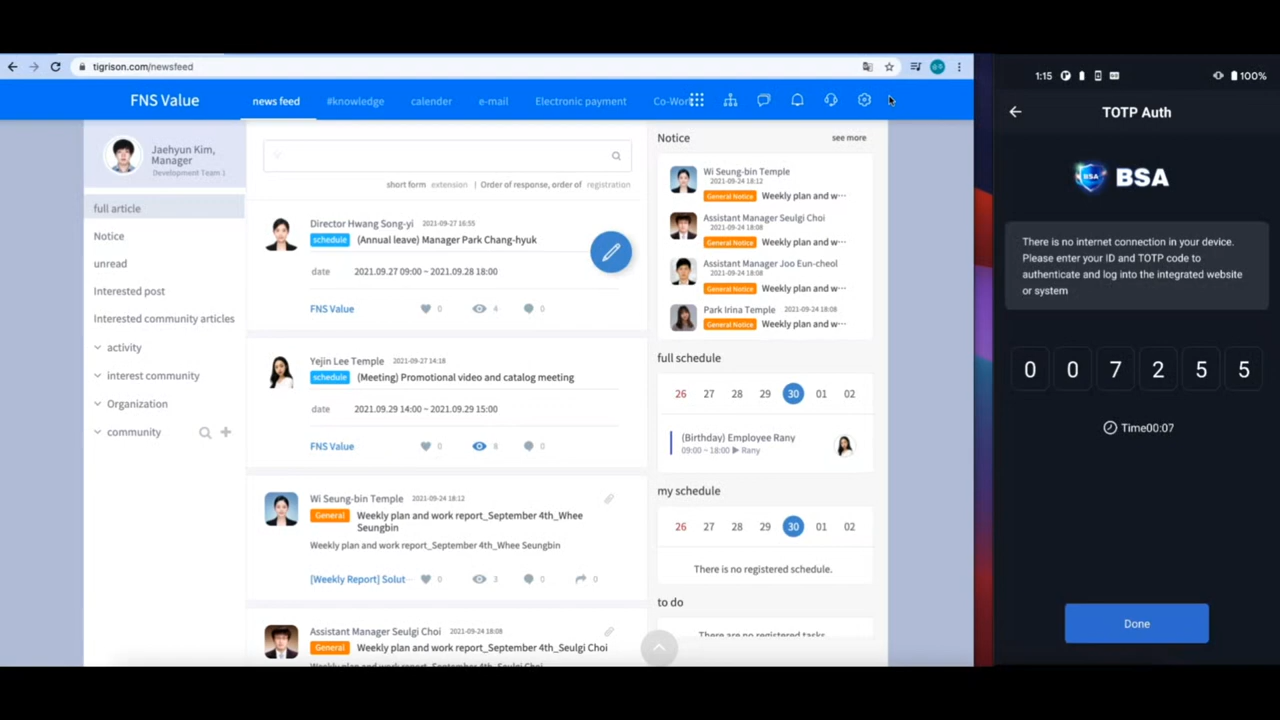 tigrison.com/newsfeed
FNS Value
news feed
#knowledge
calender
e-mail
Electronic payment
Co-Wor
Jaehyun Kim,
Manager
Development Team 1
full article
Notice
unread
Interested post
Interested community articles
activity
interest community
Organization
community
short form extension | Order of response, order of registration
Director Hwang Song-yi 2021-09-27 16:55
schedule (Annual leave) Manager Park Chang-hyuk
date 2021.09.27 09:00 ~ 2021.09.28 18:00
FNS Value 0 4 0
Yejin Lee Temple 2021-09-27 14:18
schedule (Meeting) Promotional video and catalog meeting
date 2021.09.29 14:00 ~ 2021.09.29 15:00
FNS Value 0 8 0
Wi Seung-bin Temple 2021-09-24 18:12
General Weekly plan and work report_September 4th_Whee
Seungbin
Weekly plan and work report_September 4th_Whee Seungbin
[Weekly Report] Solut 0 3 0 0
Assistant Manager Seulgi Choi 2021-09-24 18:08
General Weekly plan and work report_September 4th_Seulgi Choi
Weekly plan and work report_September 4th_Seulgi Choi
Notice see more
Wi Seung-bin Temple
2021-09-24 18:12
General Notice Weekly plan and w···
Assistant Manager Seulgi Choi
2021-09-24 18:08
General Notice Weekly plan and w···
Assistant Manager Joo Eun-cheol
2021-09-24 18:08
General Notice Weekly plan and w···
Park Irina Temple 2021-09-24 18:08
General Notice Weekly plan and w···
full schedule
26 27 28 29 30 01 02
(Birthday) Employee Rany
09:00 ~ 18:00 ▶ Rany
my schedule
26 27 28 29 30 01 02
There is no registered schedule.
to do
There are no registered tasks
1:15 100%
TOTP Auth
BSA BSA
There is no internet connection in your device.
Please enter your ID and TOTP code to
authenticate and log into the integrated website
or system
0 0 7 2 5 5
Time00:07
Done